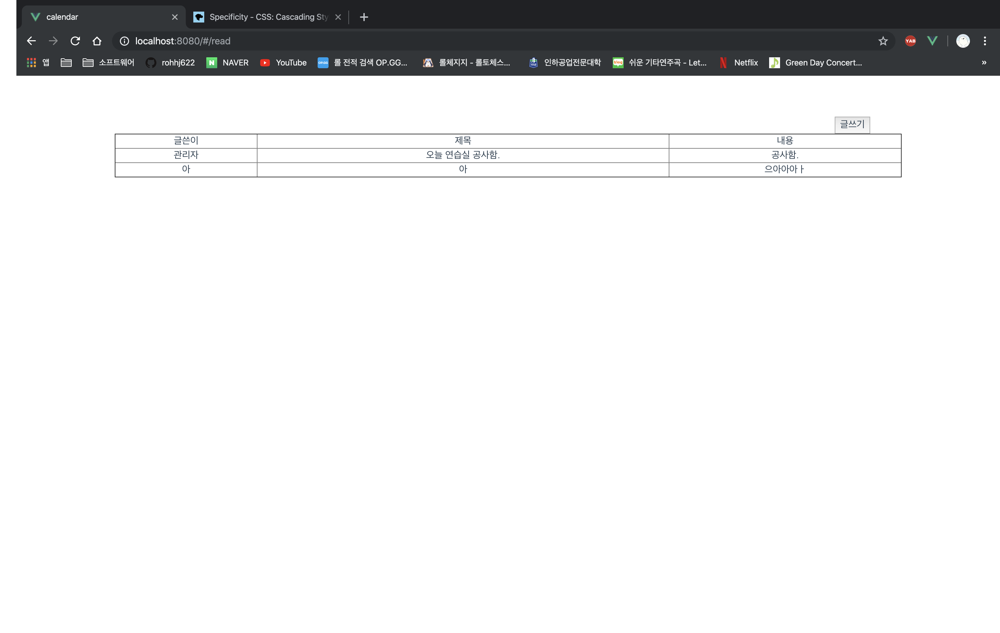 calendar
Specificity - CSS: Cascading Sty
localhost:8080/#/read
YAB
앱 소프트웨어 rohhj622 N NAVER YouTube OP.GG 롤 전적 검색 OP.GG... 롤체지지 - 롤토체스... 1958 인하공업전문대학 blog 쉬운 기타연주곡 - Let... Netflix Green Day Concert... »
글쓰기
글쓴이 제목 내용
관리자 오늘 연습실 공사함. 공사함.
아 아 으아아아ㅏ